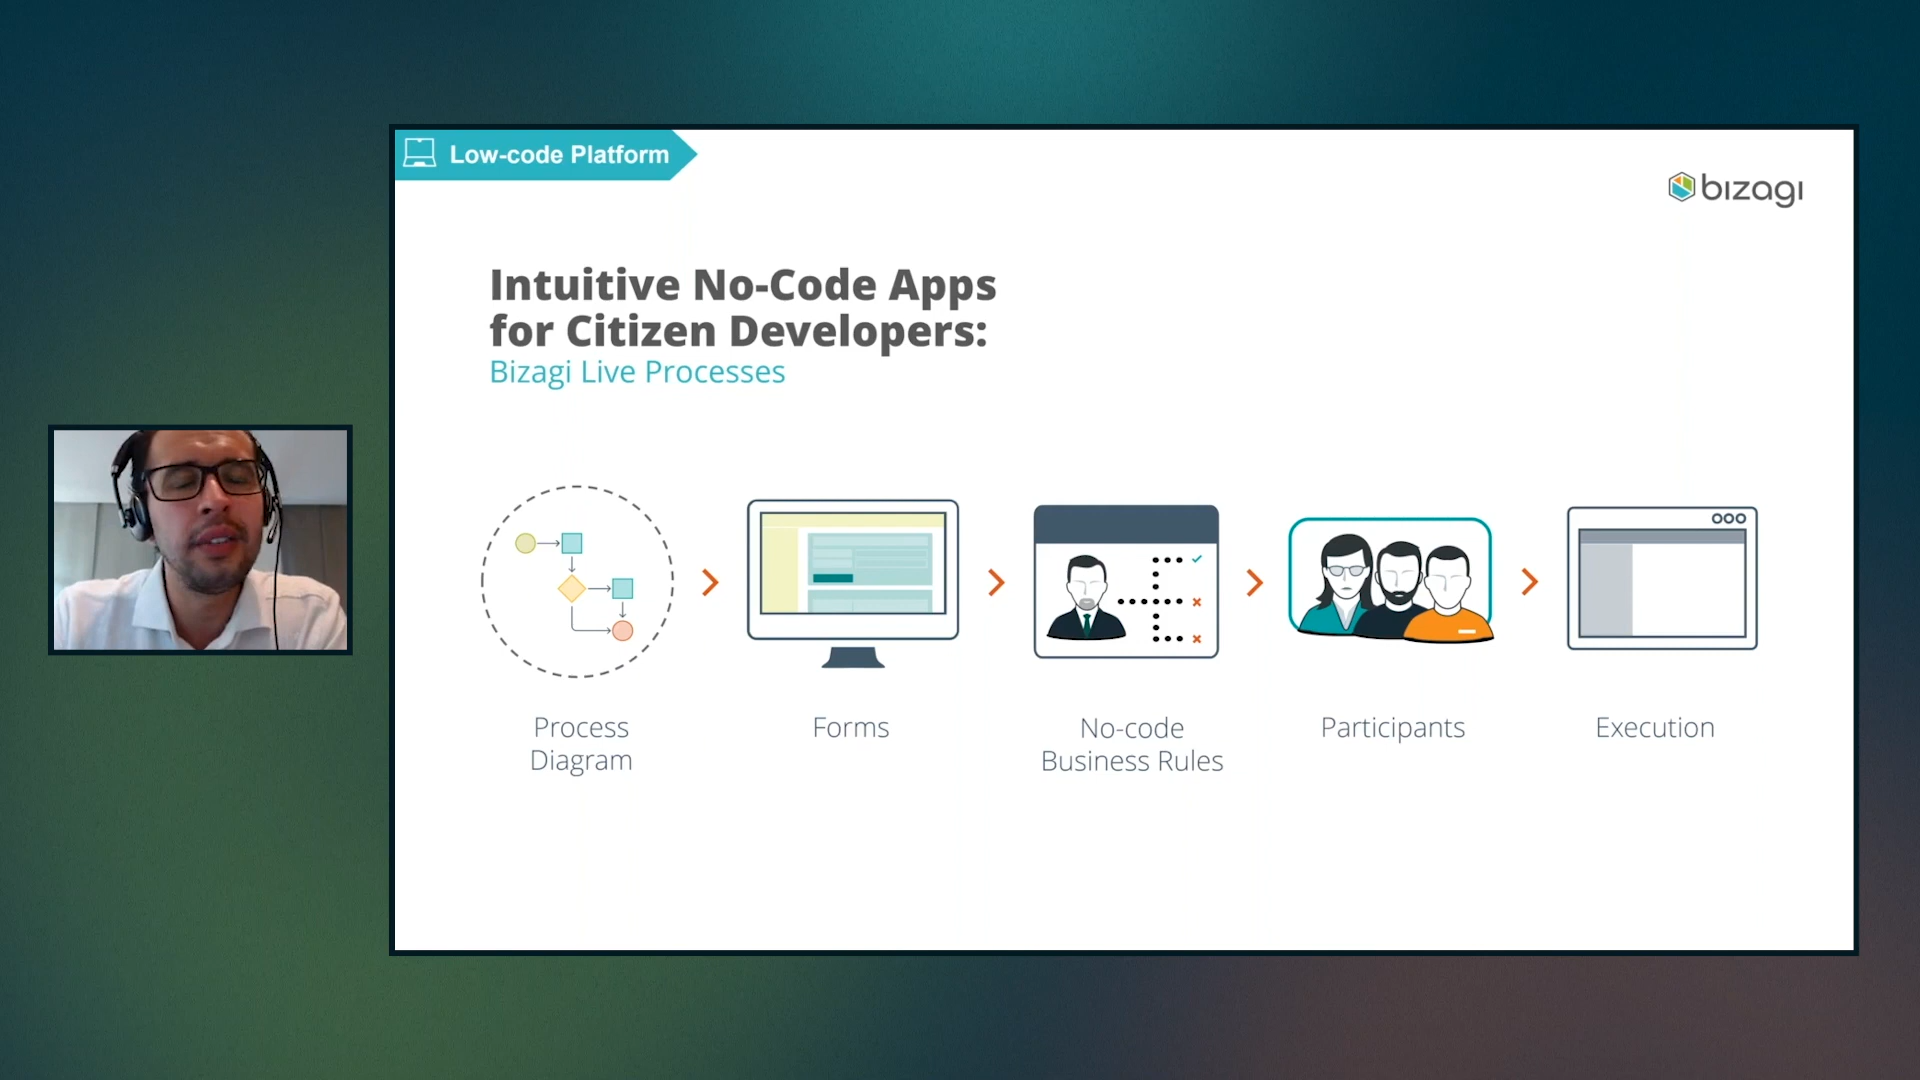 Low-code Platform
bizagi
Intuitive No-Code Apps
for Citizen Developers:
Bizagi Live Processes
Process
Diagram
Forms
No-code
Business Rules
Participants
Execution